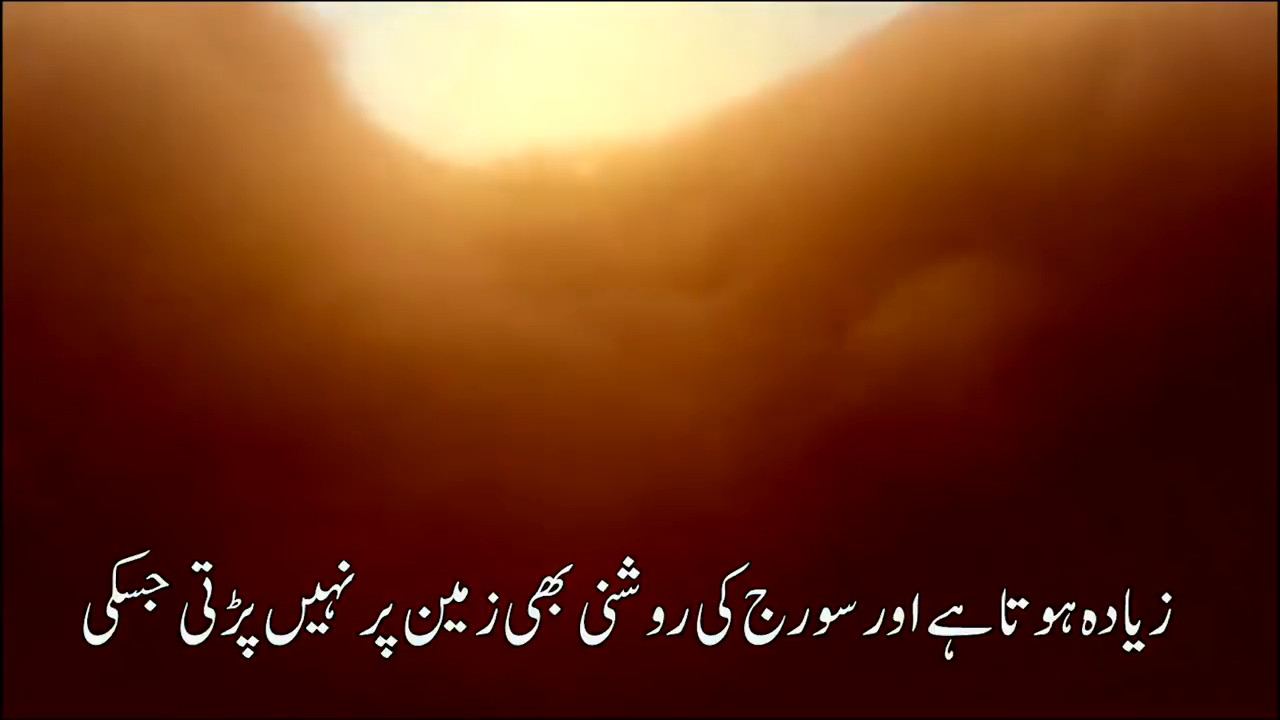 زیادہ ہوتا ہے اور سورج کی روشنی بھی زمین پر نہیں پڑتی جسکی